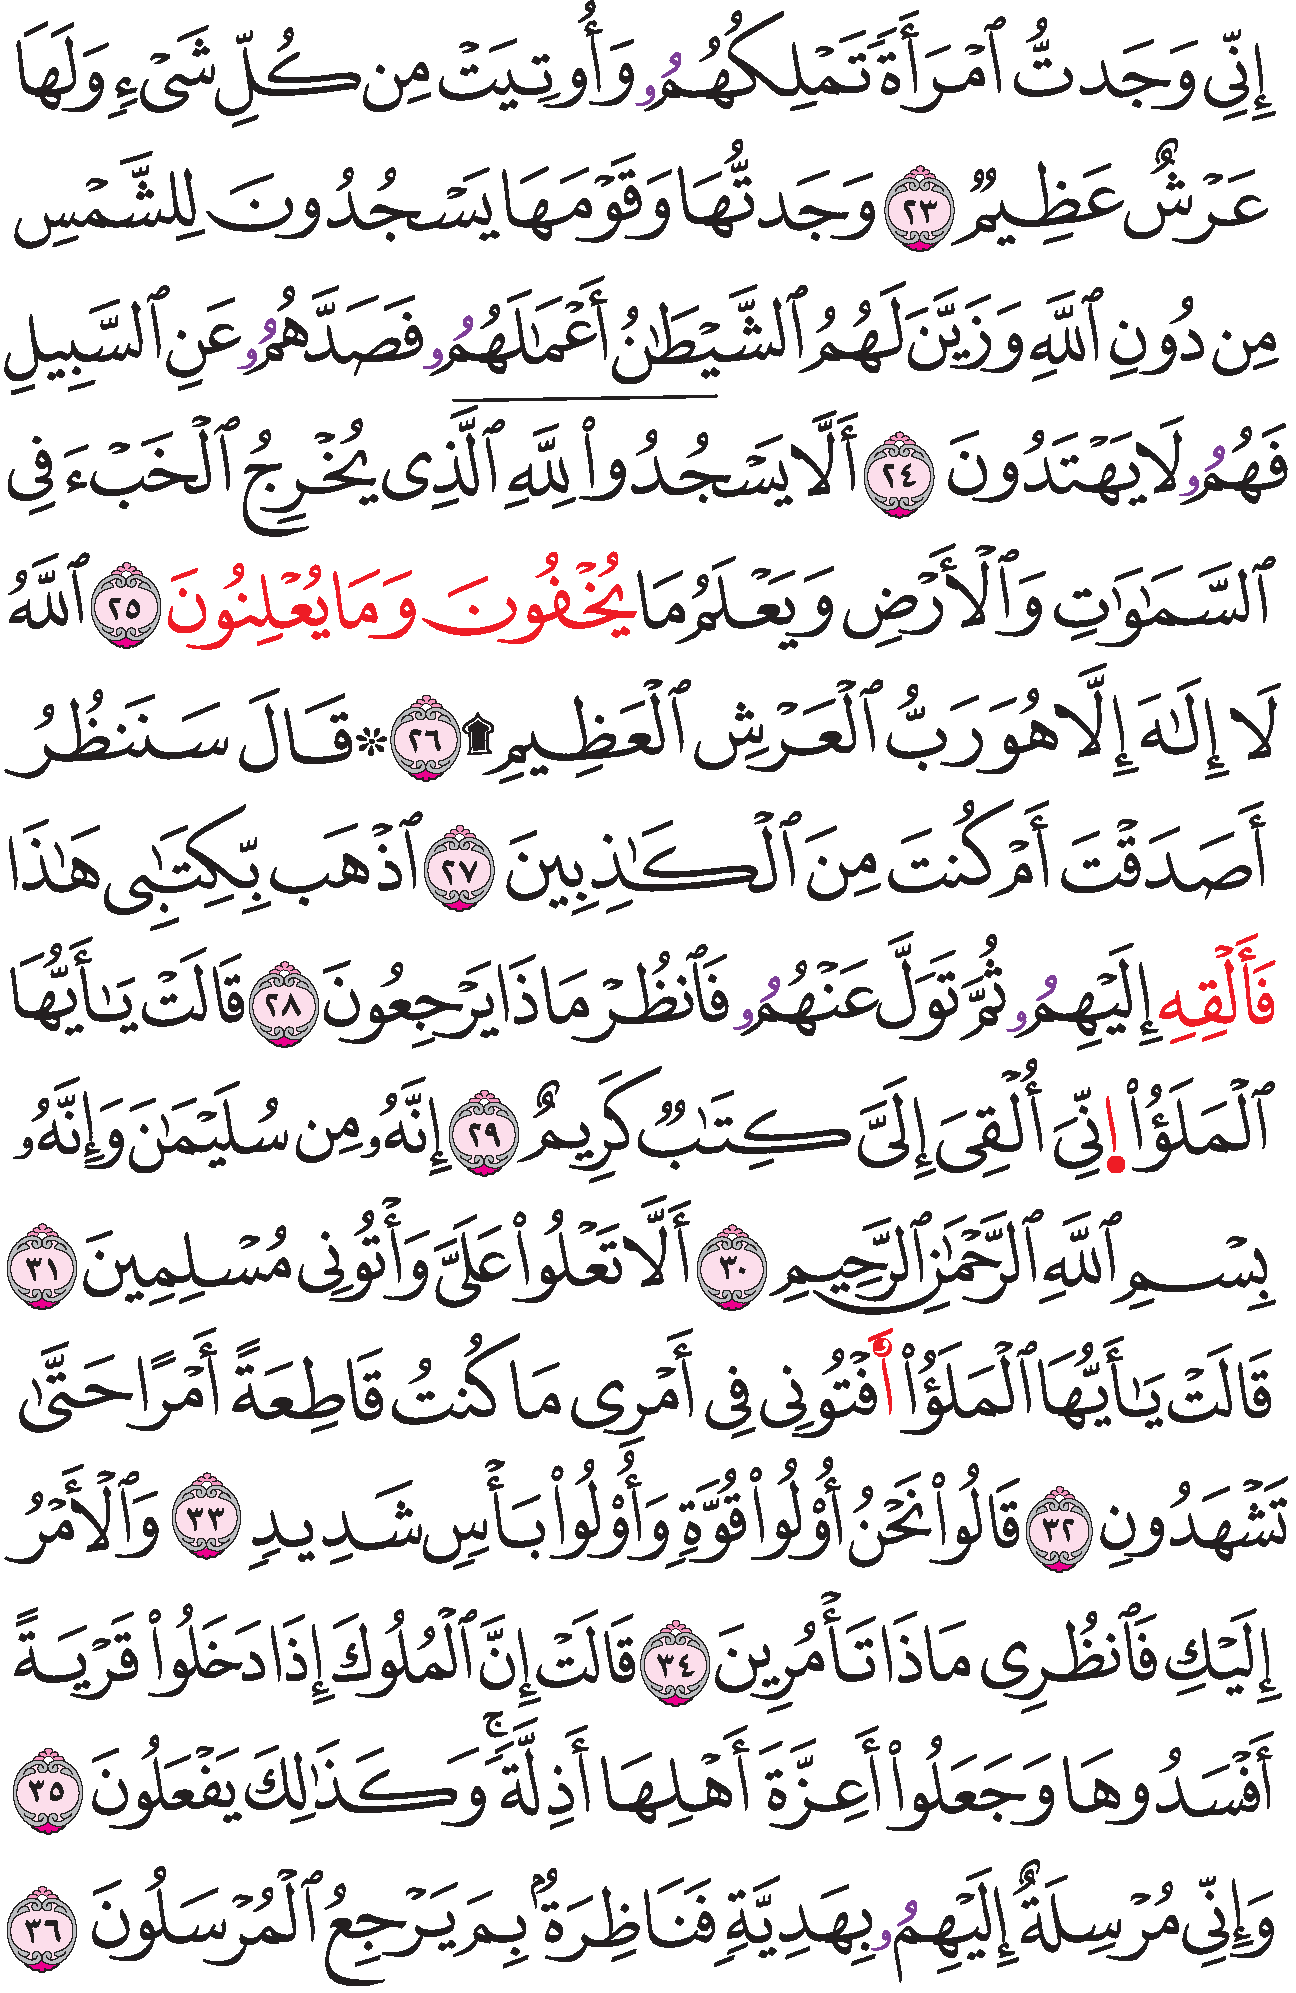 إِنِّي وَجَدتُّ ٱمْرَأَةً تَمْلِكُهُمُو وَأُوتِيَتْ مِن كُلِّ شَىْءٍ وَلَهَا
عَرْشٌ عَظِيمٌ ٢٣ وَجَدتُّهَا وَقَوْمَهَا يَسْجُدُونَ لِلشَّمْسِ
مِن دُونِ ٱللَّهِ وَزَيَّنَ لَهُمُ ٱلشَّيْطَٰنُ أَعْمَٰلَهُمُو فَصَدَّهُمُو عَنِ ٱلسَّبِيلِ
فَهُمُو لَا يَهْتَدُونَ ٢٤ أَلَّا يَسْجُدُوا۟ لِلَّهِ ٱلَّذِى يُخْرِجُ ٱلْخَبْءَ فِى
ٱلسَّمَٰوَٰتِ وَٱلْأَرْضِ وَيَعْلَمُ مَا يُخْفُونَ وَمَا يُعْلِنُونَ ٢٥ ٱللَّهُ
لَا إِلَٰهَ إِلَّا هُوَ رَبُّ ٱلْعَرْشِ ٱلْعَظِيمِ ۩ ٢٦ ۞ قَالَ سَنَنظُرُ
أَصَدَقْتَ أَمْ كُنتَ مِنَ ٱلْكَٰذِبِينَ ٢٧ ٱذْهَب بِّكِتَٰبِى هَٰذَا
فَأَلْقِهِ إِلَيْهِمُو ثُمَّ تَوَلَّ عَنْهُمُو فَٱنظُرْ مَاذَا يَرْجِعُونَ ٢٨ قَالَتْ يَٰأَيُّهَا
ٱلْمَلَؤُا۟ ا۪نِّىَ أُلْقِىَ إِلَىَّ كِتَٰبٌ كَرِيمٌ ٢٩ إِنَّهُۥ مِن سُلَيْمَٰنَ وَإِنَّهُۥ
بِسْمِ ٱللَّهِ ٱلرَّحْمَٰنِ ٱلرَّحِيمِ ٣٠ أَلَّا تَعْلُوا۟ عَلَىَّ وَأْتُونِى مُسْلِمِينَ ٣١
قَالَتْ يَٰأَيُّهَا ٱلْمَلَؤُا۟ اَفْتُونِى فِى أَمْرِى مَا كُنتُ قَاطِعَةً أَمْرًا حَتَّىٰ
تَشْهَدُونِ ٣٢ قَالُوا۟ نَحْنُ أُو۟لُوا۟ قُوَّةٍ وَأُو۟لُوا۟ بَأْسٍ شَدِيدٍ ٣٣ وَٱلْأَمْرُ
إِلَيْكِ فَٱنظُرِى مَاذَا تَأْمُرِينَ ٣٤ قَالَتْ إِنَّ ٱلْمُلُوكَ إِذَا دَخَلُوا۟ قَرْيَةً
أَفْسَدُوهَا وَجَعَلُوا۟ أَعِزَّةَ أَهْلِهَا أَذِلَّةً ۚ وَكَذَٰلِكَ يَفْعَلُونَ ٣٥
وَإِنِّى مُرْسِلَةٌ إِلَيْهِمُو بِهَدِيَّةٍ فَنَاظِرَةٌۢ بِمَ يَرْجِعُ ٱلْمُرْسَلُونَ ٣٦